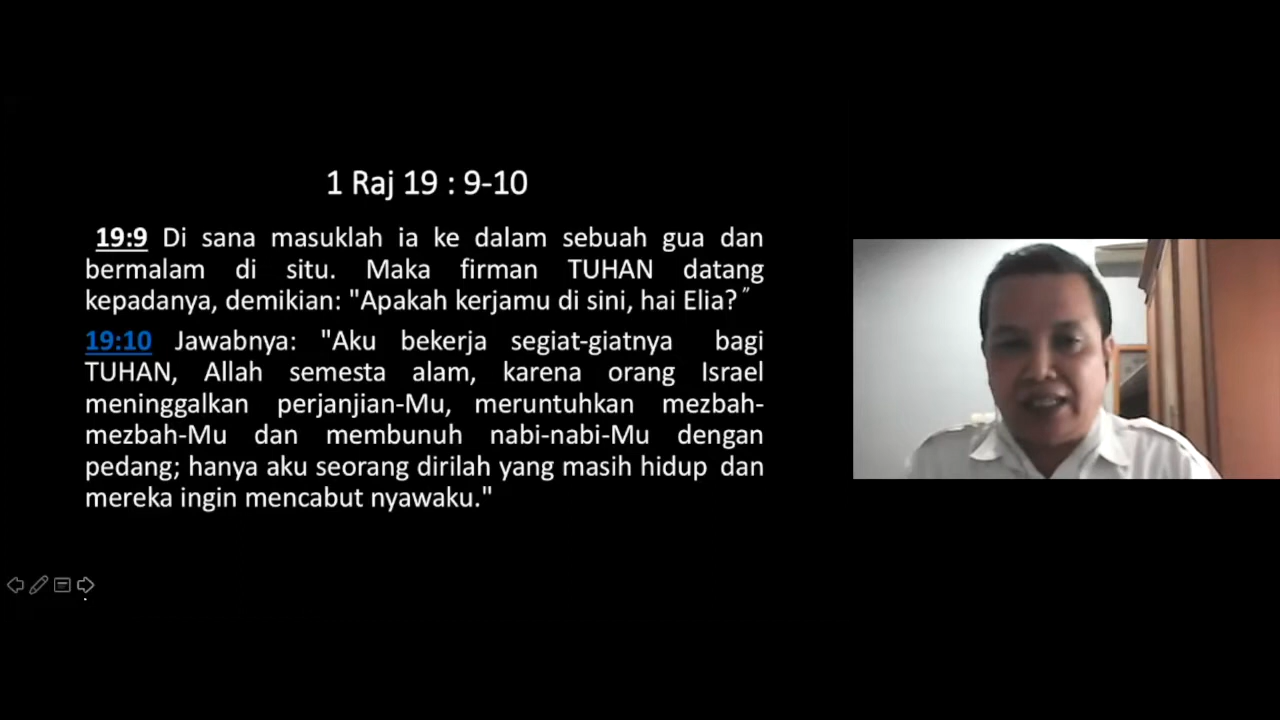 1 Raj 19 : 9-10
19:9 Di sana masuklah ia ke dalam sebuah gua dan
bermalam di situ. Maka firman TUHAN datang
kepadanya, demikian: "Apakah kerjamu di sini, hai Elia?”
19:10 Jawabnya: "Aku bekerja segiat-giatnya bagi
TUHAN, Allah semesta alam, karena orang Israel
meninggalkan perjanjian-Mu, meruntuhkan mezbah-
mezbah-Mu dan membunuh nabi-nabi-Mu dengan
pedang; hanya aku seorang dirilah yang masih hidup dan
mereka ingin mencabut nyawaku."